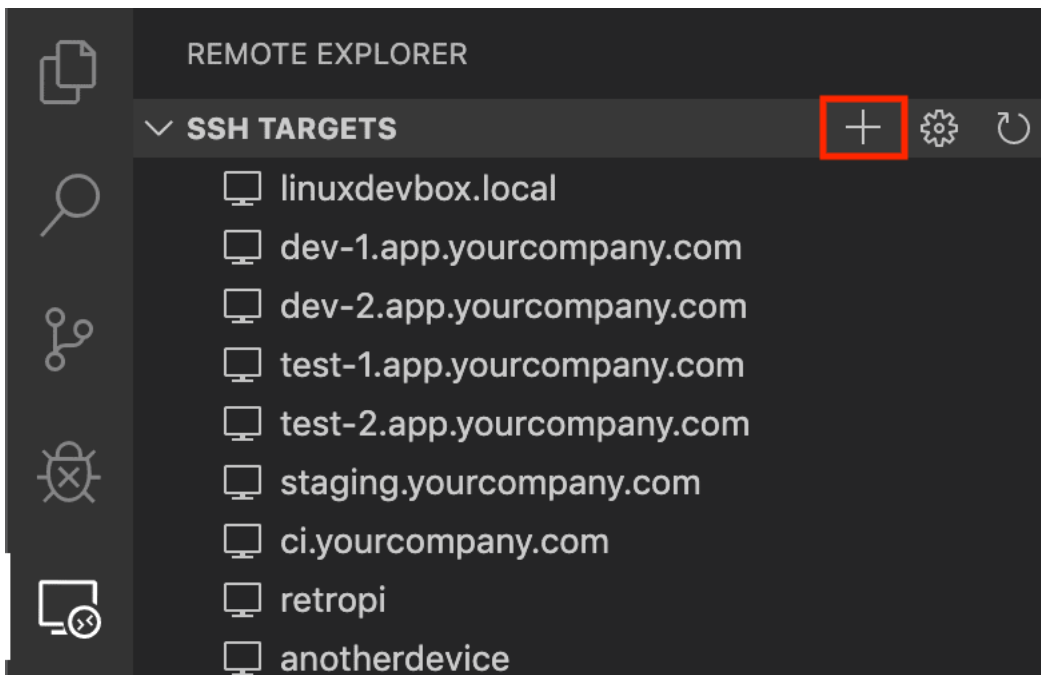 REMOTE EXPLORER
SSH TARGETS
linuxdevbox.local
dev-1.app.yourcompany.com
dev-2.app.yourcompany.com
test-1.app.yourcompany.com
test-2.app.yourcompany.com
staging.yourcompany.com
ci.yourcompany.com
retropi
anotherdevice